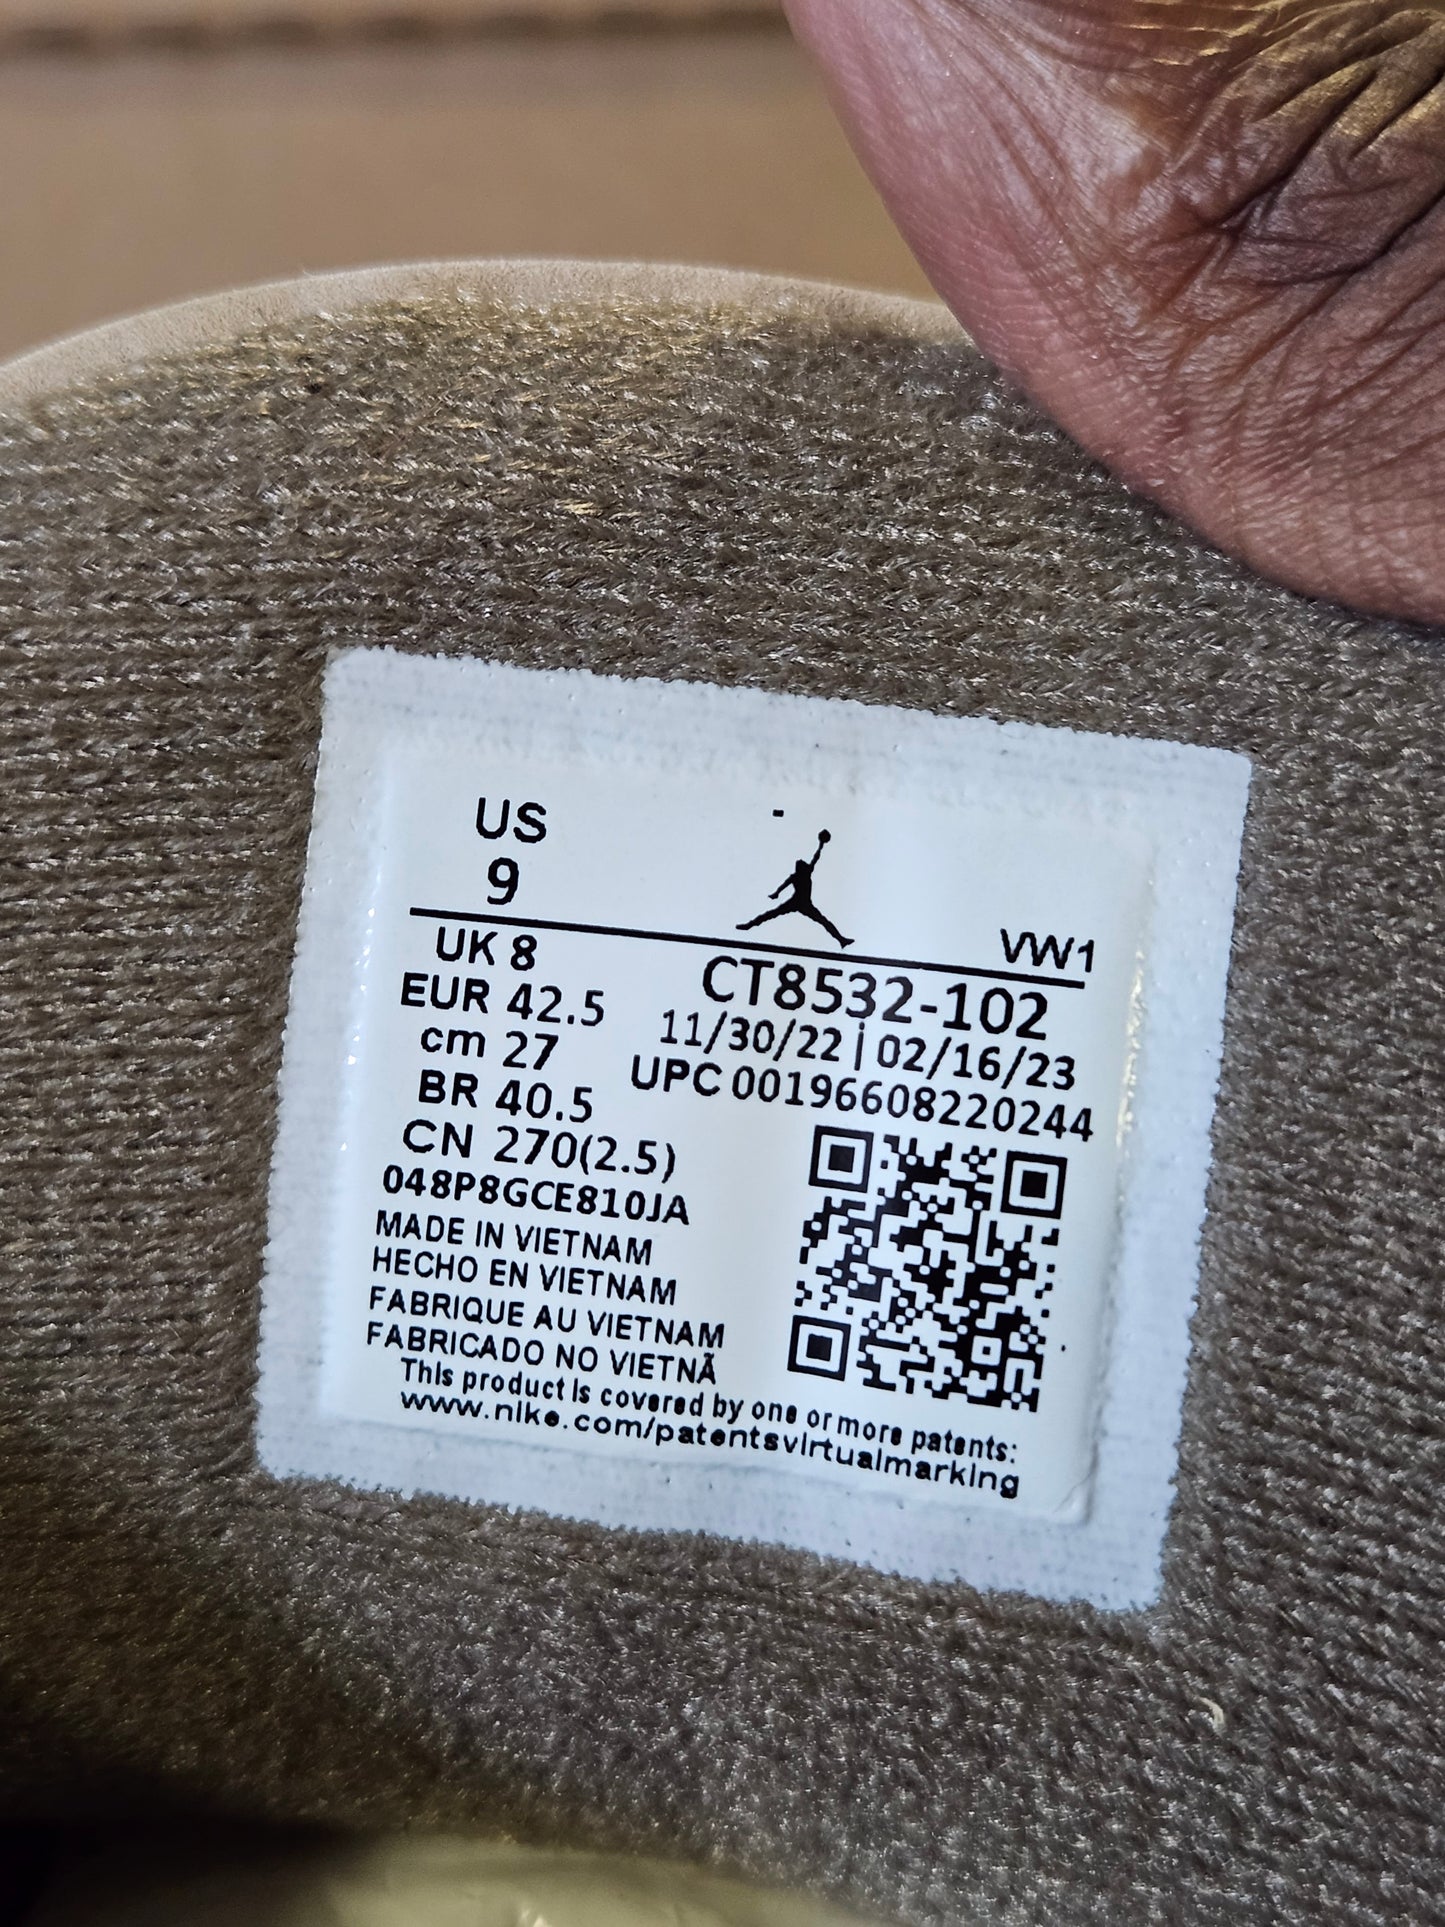 US
9
VW1
UK 8
CT8532-102
EUR 42.5
11/30/22 | 02/16/23
cm 27
UPC 00196608220244
BR 40.5
CN 270(2.5)
048P8GCE810JA
MADE IN VIETNAM
HECHO EN VIETNAM
FABRIQUE AU VIETNAM
FABRICADO NO VIETNÃ
This product is covered by one or more patents:
www.nike.com/patentsvirtualmarking